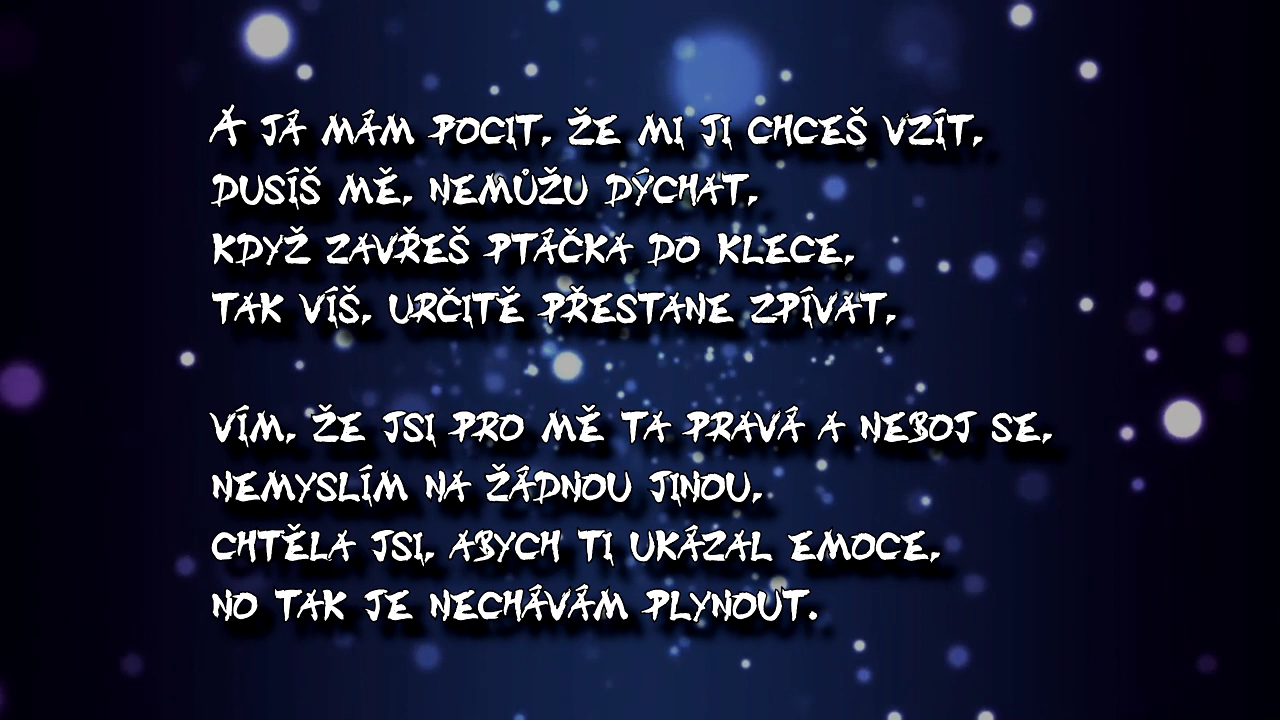 A JÁ MÁM POCIT, ŽE MI JI CHCEŠ VZÍT,
DUSÍŠ MĚ, NEMŮŽU DÝCHAT,
KDYŽ ZAVŘEŠ PTÁČKA DO KLECE,
TAK VÍŠ, URČITĚ PŘESTANE ZPÍVAT,
VÍM, ŽE JSI PRO MĚ TA PRAVÁ A NEBOJ SE,
NEMYSLÍM NA ŽÁDNOU JINOU,
CHTĚLA JSI, ABYCH TI UKÁZAL EMOCE,
NO TAK JE NECHÁVÁM PLYNOUT.